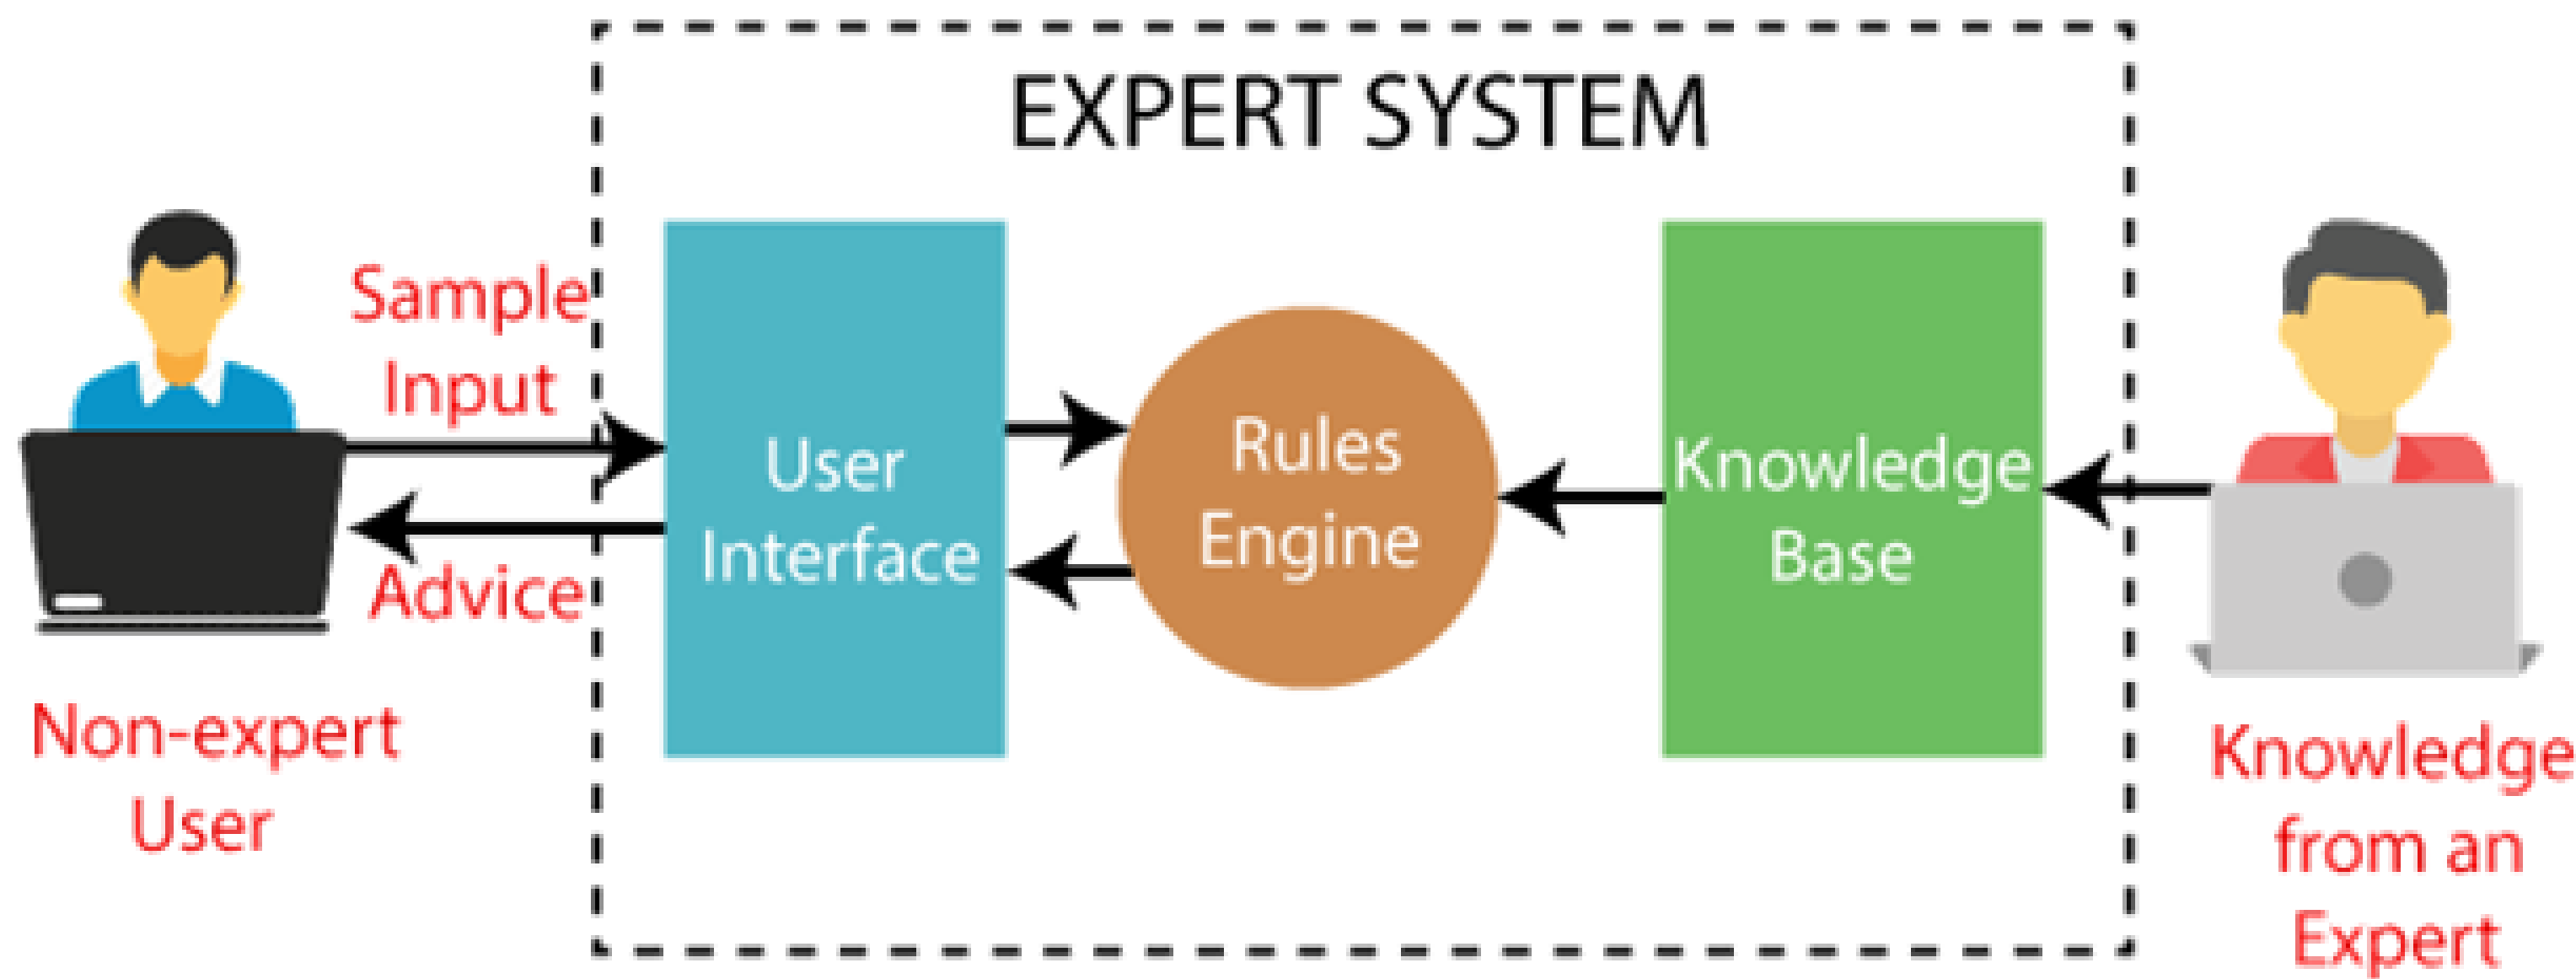 EXPERT SYSTEM
Sample
Input
Advice
Non-expert
User
User
Interface
Rules
Engine
Knowledge
Base
Knowledge
from an
Expert